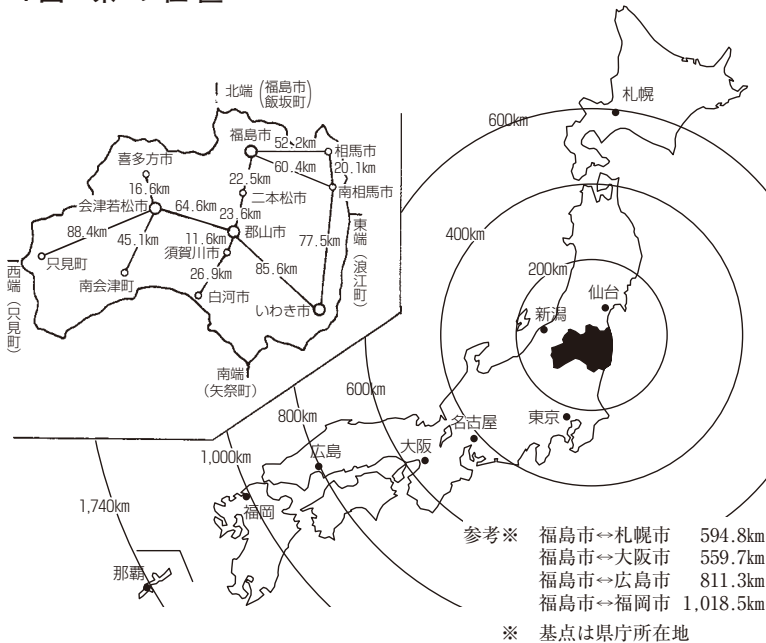 北端（福島市飯坂町）
福島市
52.2km
相馬市
60.4km
20.1km
喜多方市
22.5km
南相馬市
16.6km
二本松市
会津若松市
64.6km
23.6km
88.4km
11.6km
郡山市
77.5km
東端（浪江町）
45.1km
須賀川市
只見町
26.9km
85.6km
南会津町
白河市
いわき市
西端（只見町）
南端
（矢祭町）
札幌
600km
400km
200km
仙台
新潟
東京
600km
名古屋
800km
大阪
1,000km
広島
福岡
1,740km
那覇
参考※ 福島市↔札幌市 594.8km
福島市↔大阪市 559.7km
福島市↔広島市 811.3km
福島市↔福岡市 1,018.5km
※ 基点は県庁所在地